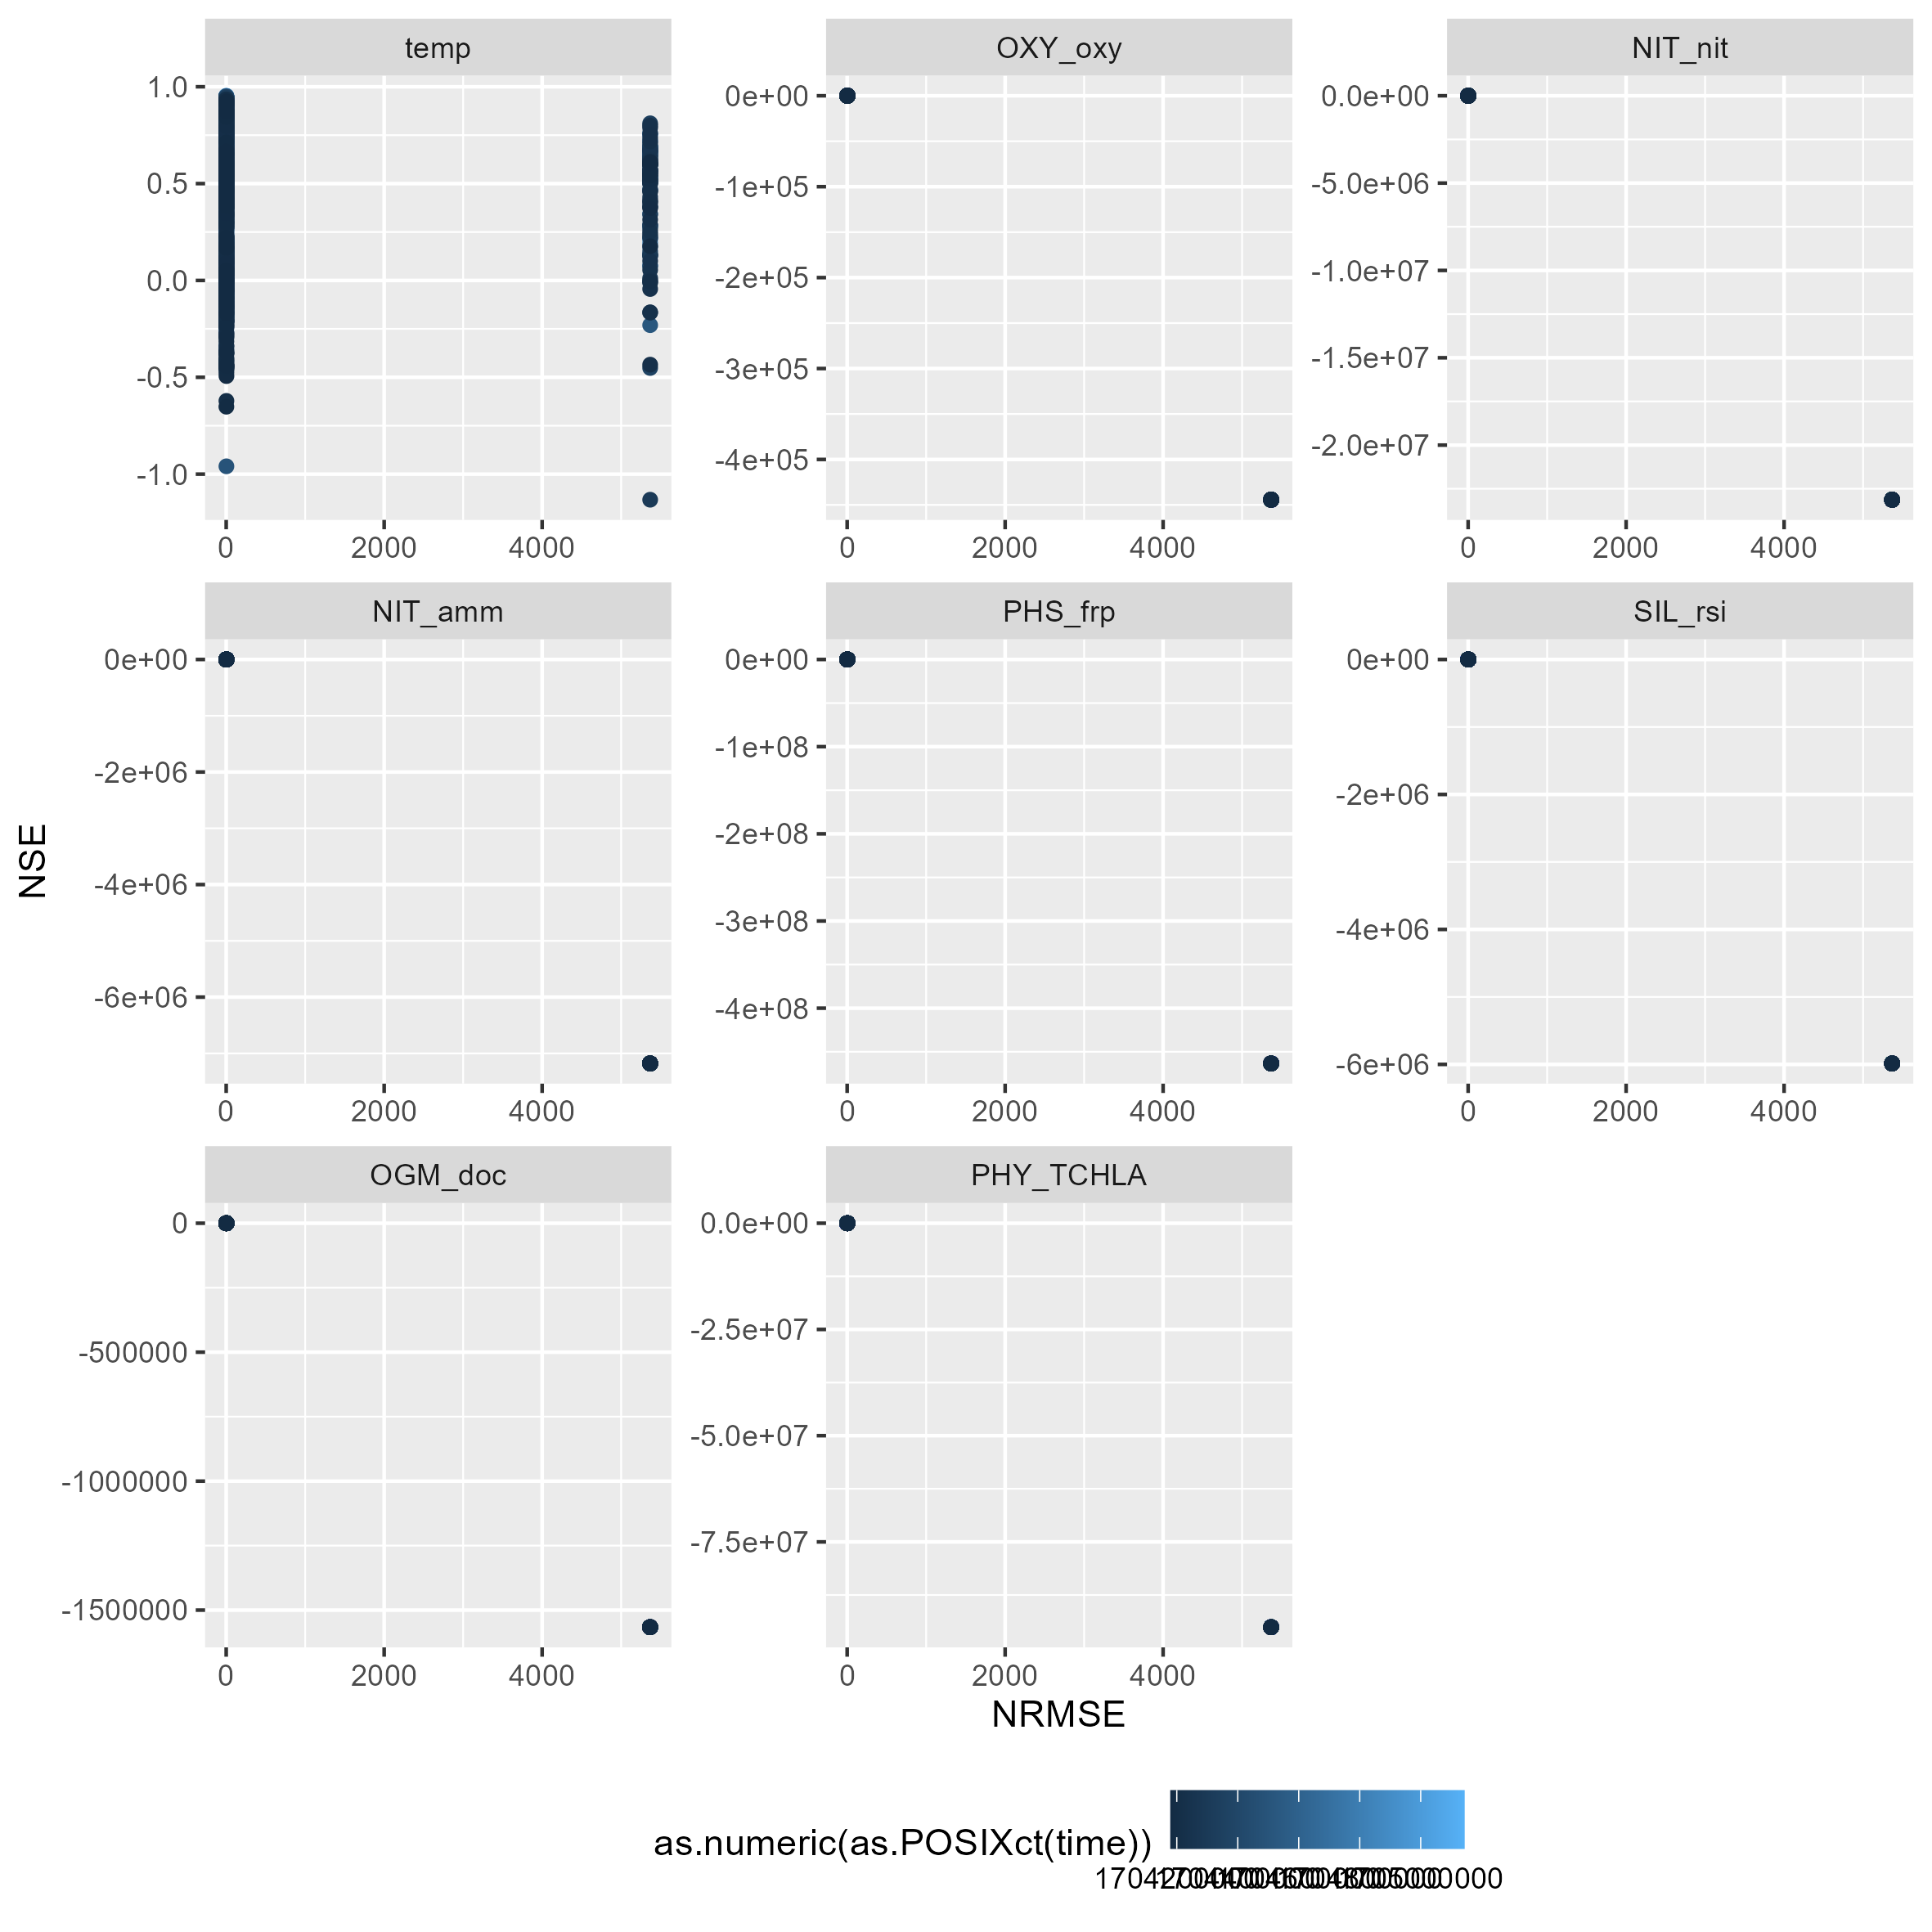 temp OXY_oxy NIT_nit
1.0
0.5
0.0
-0.5
-1.0
0 2000 4000
0e+00
-1e+05
-2e+05
-3e+05
-4e+05
0 2000 4000
0.0e+00
-5.0e+06
-1.0e+07
-1.5e+07
-2.0e+07
0 2000 4000
NIT_amm PHS_frp SIL_rsi
0e+00
-2e+06
-4e+06
-6e+06
0 2000 4000
0e+00
-1e+08
-2e+08
-3e+08
-4e+08
0 2000 4000
0e+00
-2e+06
-4e+06
-6e+06
0 2000 4000
NSE
OGM_doc PHY_TCHLA
0
-500000
-1000000
-1500000
0 2000 4000
0.0e+00
-2.5e+07
-5.0e+07
-7.5e+07
0 2000 4000
NRMSE
as.numeric(as.POSIXct(time))